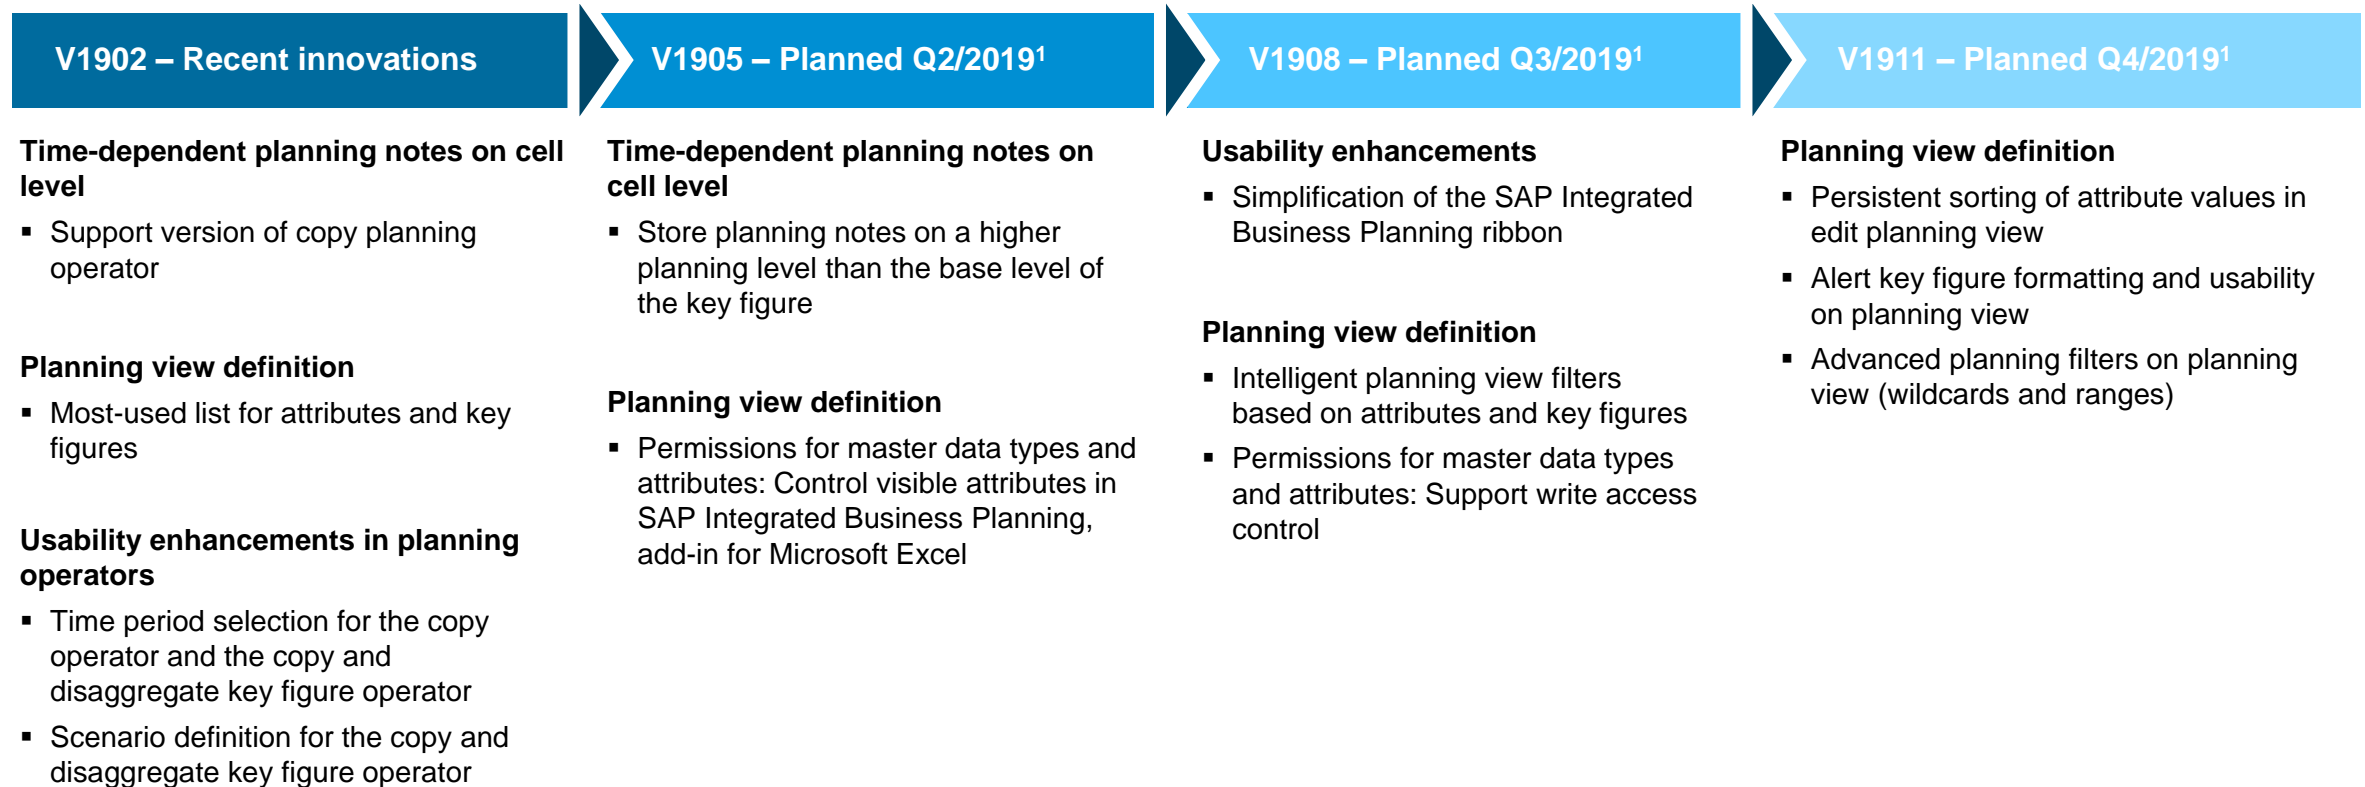 V1902 – Recent innovations
Time-dependent planning notes on cell
level
▪ Support version of copy planning
operator
Planning view definition
▪ Most-used list for attributes and key
figures
Usability enhancements in planning
operators
▪ Time period selection for the copy
operator and the copy and
disaggregate key figure operator
▪ Scenario definition for the copy and
disaggregate key figure operator
V1905 – Planned Q2/2019¹
Time-dependent planning notes on
cell level
▪ Store planning notes on a higher
planning level than the base level of
the key figure
Planning view definition
▪ Permissions for master data types and
attributes: Control visible attributes in
SAP Integrated Business Planning,
add-in for Microsoft Excel
V1908 – Planned Q3/2019¹
Usability enhancements
▪ Simplification of the SAP Integrated
Business Planning ribbon
Planning view definition
▪ Intelligent planning view filters
based on attributes and key figures
▪ Permissions for master data types
and attributes: Support write access
control
V1911 – Planned Q4/2019¹
Planning view definition
▪ Persistent sorting of attribute values in
edit planning view
▪ Alert key figure formatting and usability
on planning view
▪ Advanced planning filters on planning
view (wildcards and ranges)